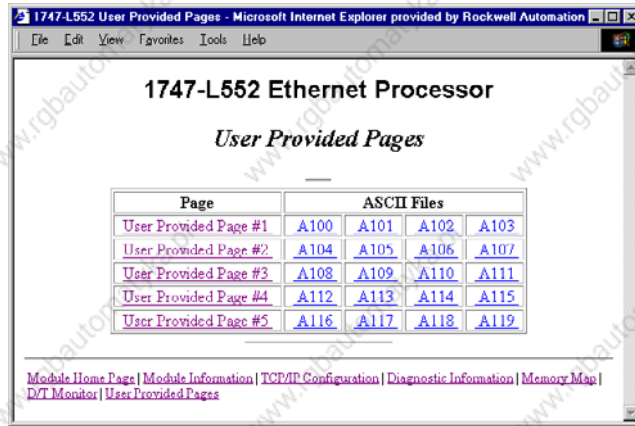 1747-L552 User Provided Pages - Microsoft Internet Explorer provided by Rockwell Automation
File Edit View Favorites Tools Help
1747-L552 Ethernet Processor
User Provided Pages
Page ASCII Files
User Provided Page #1 A100 A101 A102 A103
User Provided Page #2 A104 A105 A106 A107
User Provided Page #3 A108 A109 A110 A111
User Provided Page #4 A112 A113 A114 A115
User Provided Page #5 A116 A117 A118 A119
Module Home Page | Module Information | TCP/IP Configuration | Diagnostic Information | Memory Map |
D/T Monitor | User Provided Pages
www.rgbautomatyka.pl